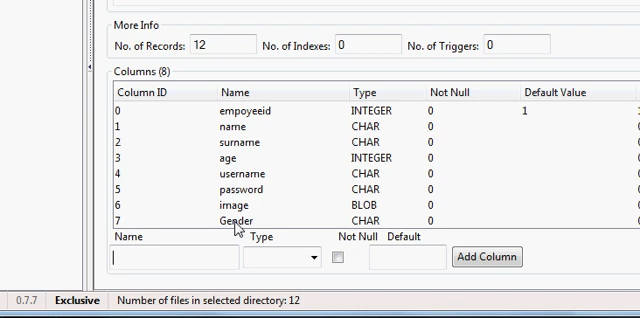 More Info
No. of Records: 12 No. of Indexes: 0 No. of Triggers: 0
Columns (8)
Column ID Name Type Not Null Default Value
0 empoyeeid INTEGER 0 1
1 name CHAR 0
2 surname CHAR 0
3 age INTEGER 0
4 username CHAR 0
5 password CHAR 0
6 image BLOB 0
7 Gender CHAR 0
Name Type Not Null Default
Add Column
0.7.7 Exclusive Number of files in selected directory: 12